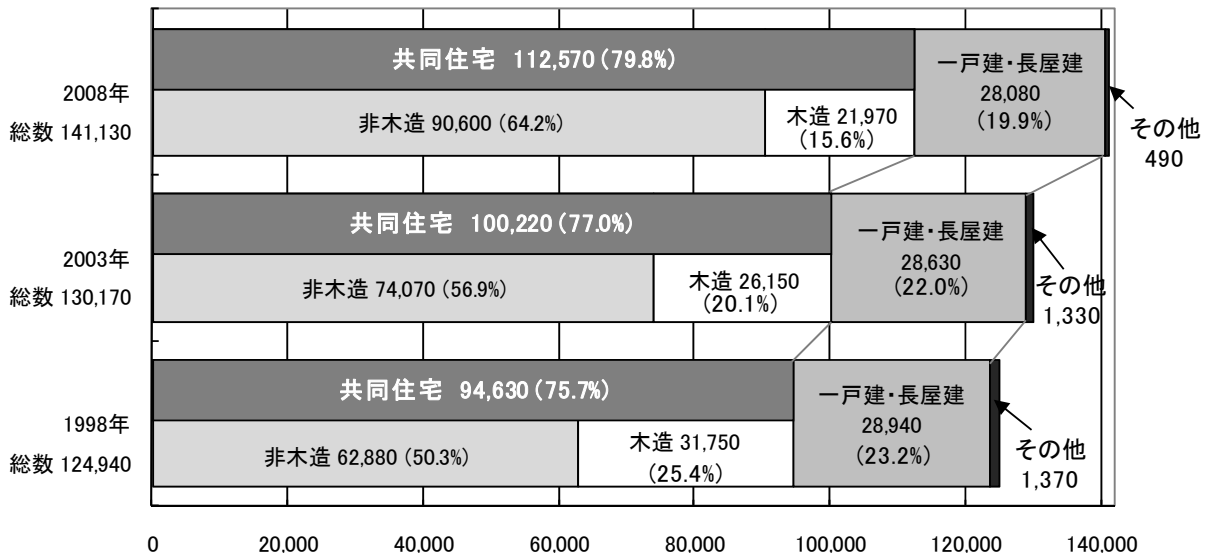 2008年
総数 141,130
共同住宅 112,570 (79.8%)
非木造 90,600 (64.2%)
木造 21,970
(15.6%)
一戸建・長屋建
28,080
(19.9%)
その他
490
2003年
総数 130,170
共同住宅 100,220 (77.0%)
非木造 74,070 (56.9%)
木造 26,150
(20.1%)
一戸建・長屋建
28,630
(22.0%)
その他
1,330
1998年
総数 124,940
共同住宅 94,630 (75.7%)
非木造 62,880 (50.3%)
木造 31,750
(25.4%)
一戸建・長屋建
28,940
(23.2%)
その他
1,370
0 20,000 40,000 60,000 80,000 100,000 120,000 140,000